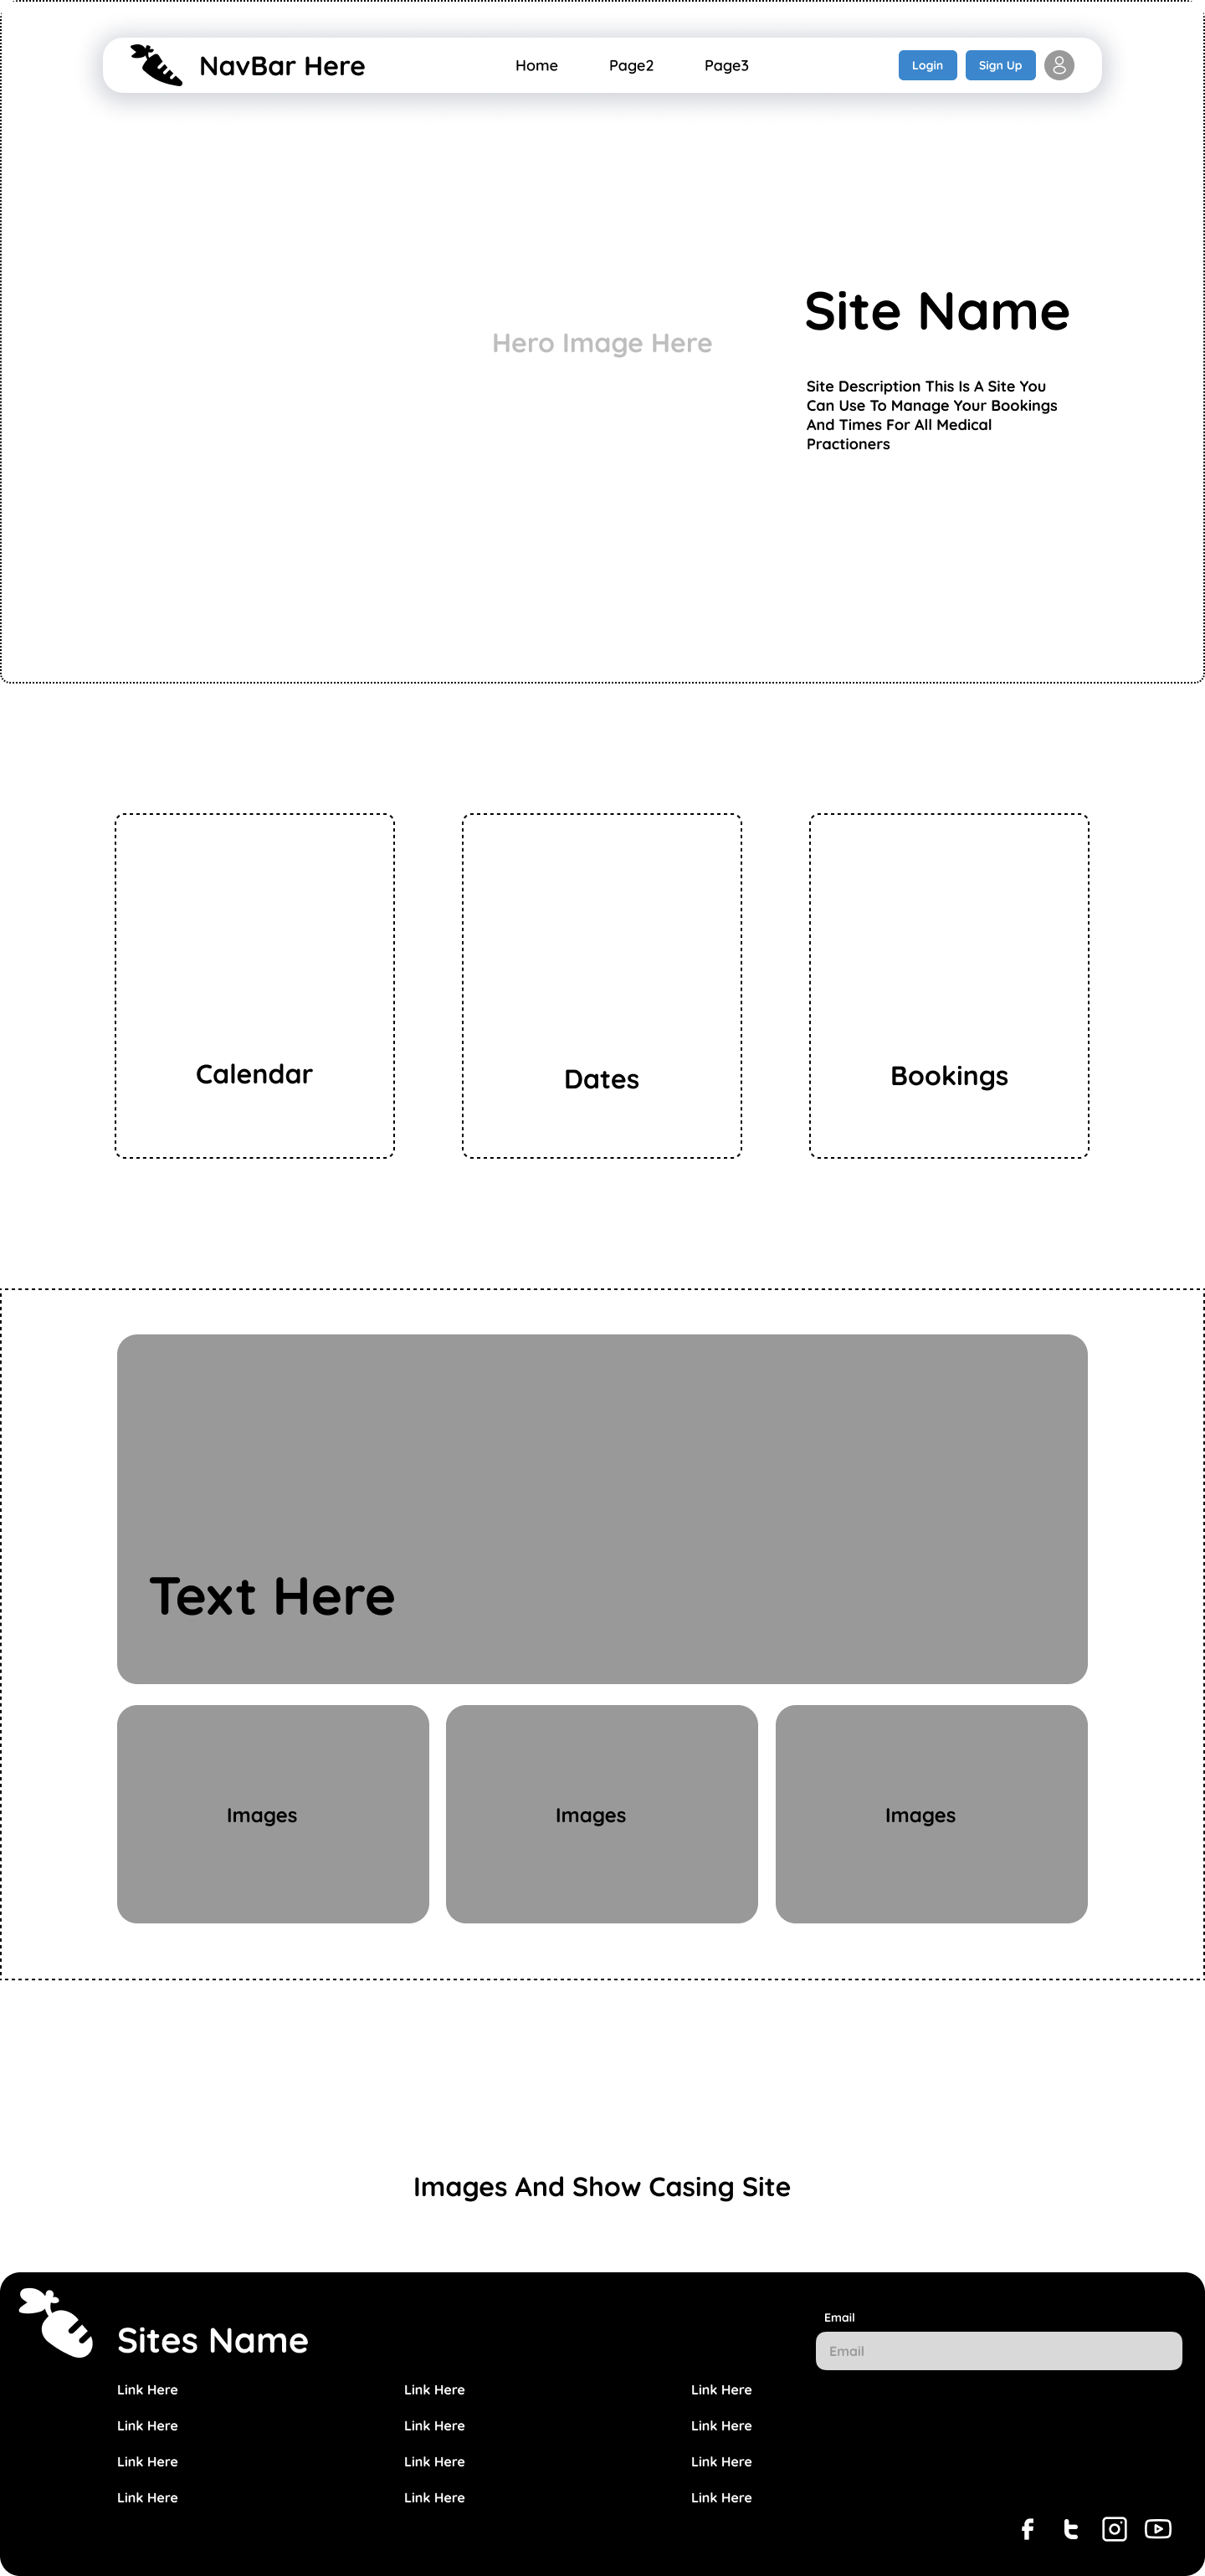 NavBar Here
Home
Page2
Page3
Login
Sign Up
Hero Image Here
Site Name
Site Description This Is A Site You
Can Use To Manage Your Bookings
And Times For All Medical
Practioners
Calendar
Dates
Bookings
Text Here
Images
Images
Images
Images And Show Casing Site
Sites Name
Email
Email
Link Here
Link Here
Link Here
Link Here
Link Here
Link Here
Link Here
Link Here
Link Here
Link Here
Link Here
Link Here